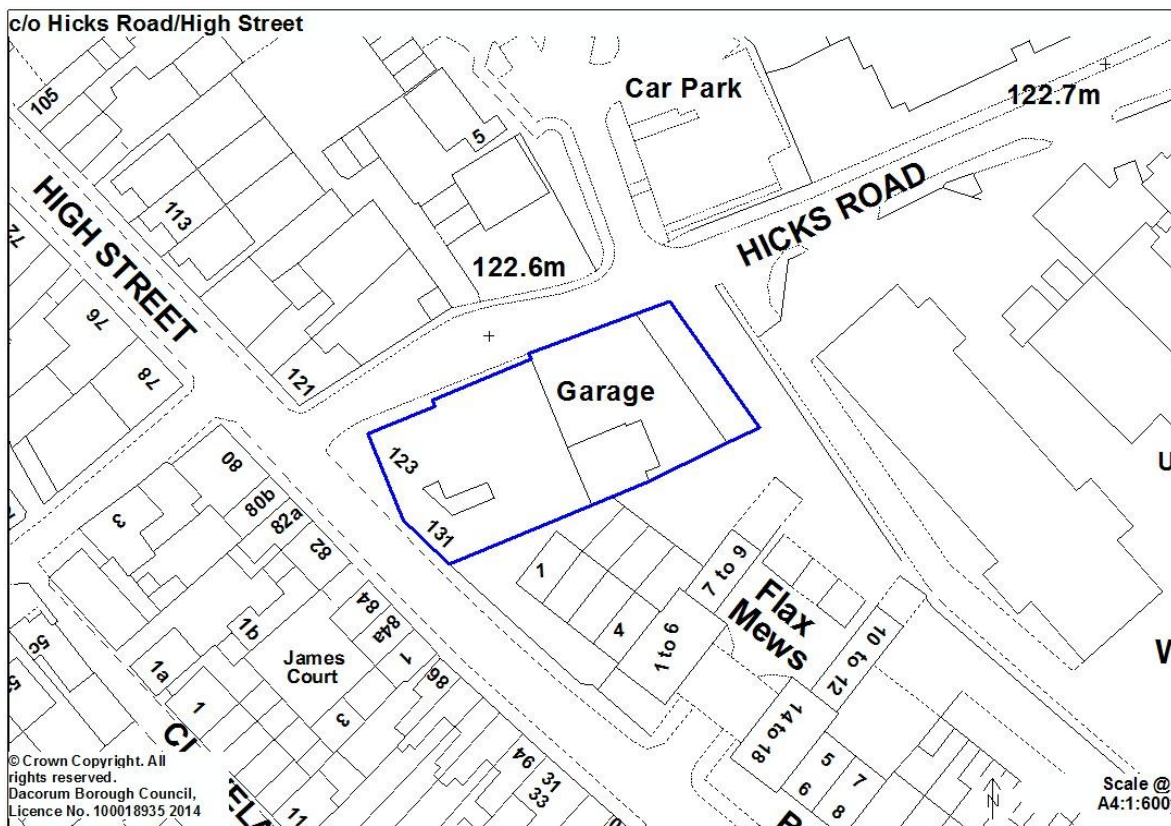 c/o Hicks Road/High Street
105
Car Park
122.7m
5
HIGH STREET
113
HICKS ROAD
72
122.6m
76
78
121
Garage
123
80
80b
82a
82
131
3
84
84a
1
86
1b
James
Court
1a
1
3
5c
1
4
1 to 6
7 to 9
Flax
Mews
10 to 12
14 to 18
5
7
6
8
94
31
33
11
© Crown Copyright. All
rights reserved.
Dacorum Borough Council,
Licence No. 100018935 2014
N
Scale @
A4:1:600